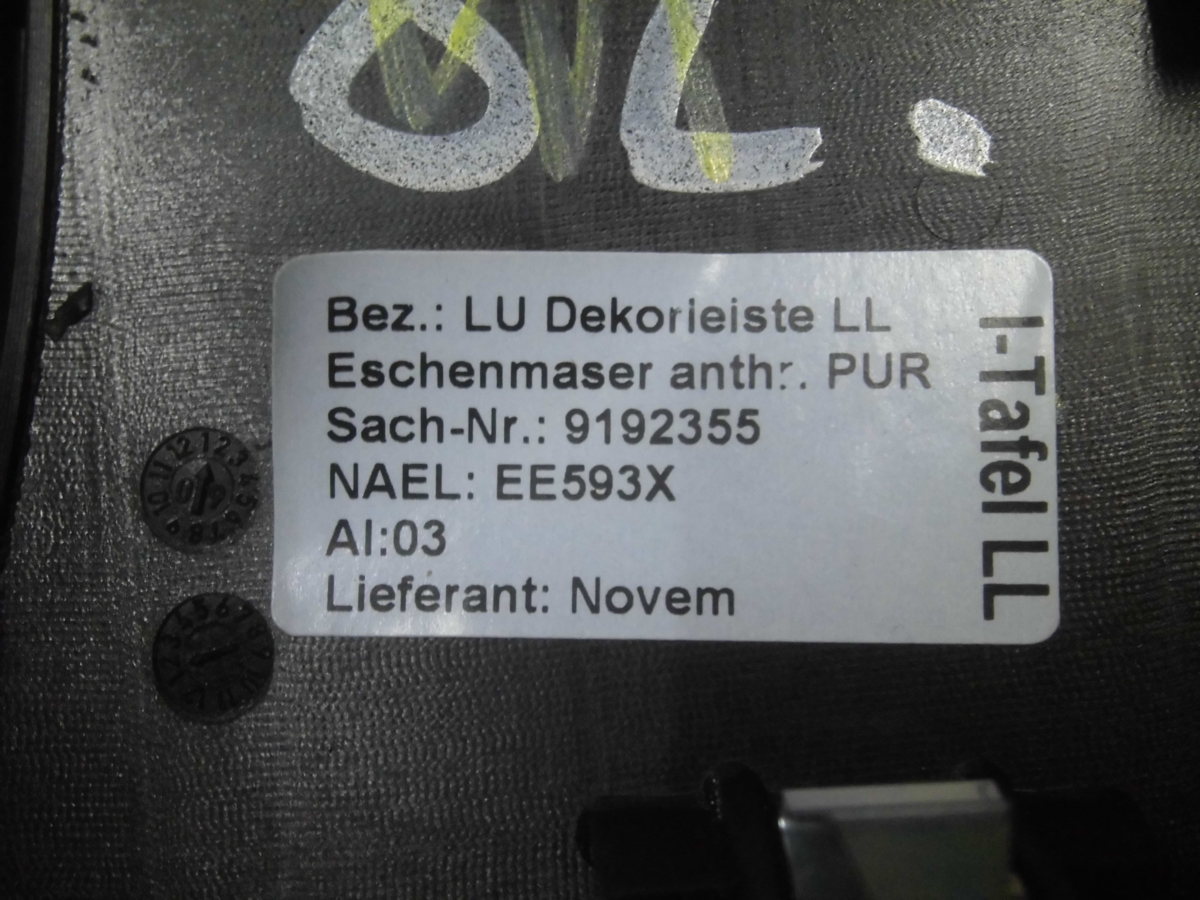 Bez.: LU Dekorleiste LL
Eschenmaser anthr. PUR
Sach-Nr.: 9192355
NAEL: EE593X
AI:03
Lieferant: Novem
I-Tafel LL